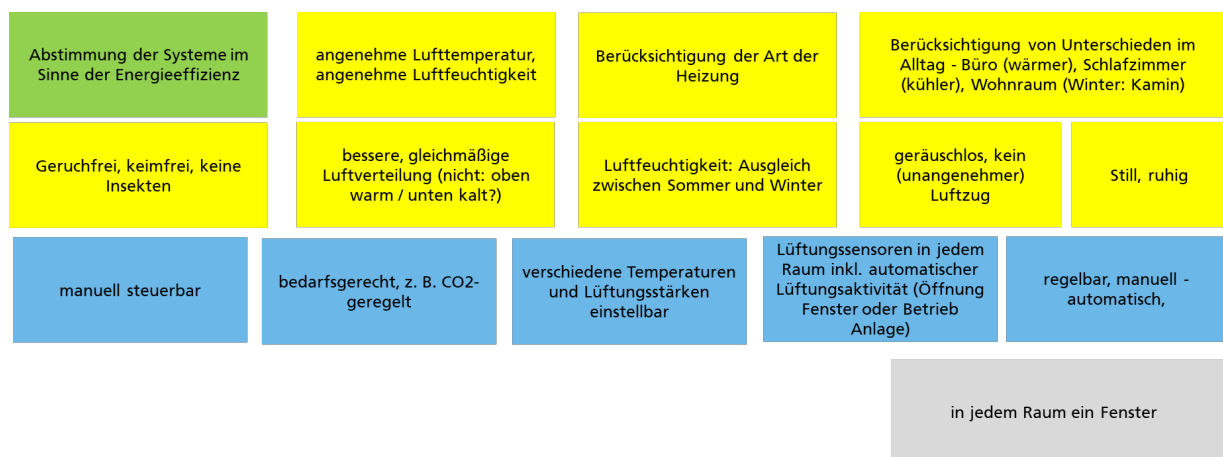 Abstimmung der Systeme im
Sinne der Energieeffizienz
angenehme Lufttemperatur,
angenehme Luftfeuchtigkeit
Berücksichtigung der Art der
Heizung
Berücksichtigung von Unterschieden im
Alltag - Büro (wärmer), Schlafzimmer
(kühler), Wohnraum (Winter: Kamin)
Geruchfrei, keimfrei, keine
Insekten
bessere, gleichmäßige
Luftverteilung (nicht: oben
warm / unten kalt?)
Luftfeuchtigkeit: Ausgleich
zwischen Sommer und Winter
geräuschlos, kein
(unangenehmer)
Luftzug
Still, ruhig
manuell steuerbar
bedarfsgerecht, z. B. CO2-
geregelt
verschiedene Temperaturen
und Lüftungsstärken
einstellbar
Lüftungssensoren in jedem
Raum inkl. automatischer
Lüftungsaktivität (Öffnung
Fenster oder Betrieb
Anlage)
regelbar, manuell -
automatisch,
in jedem Raum ein Fenster